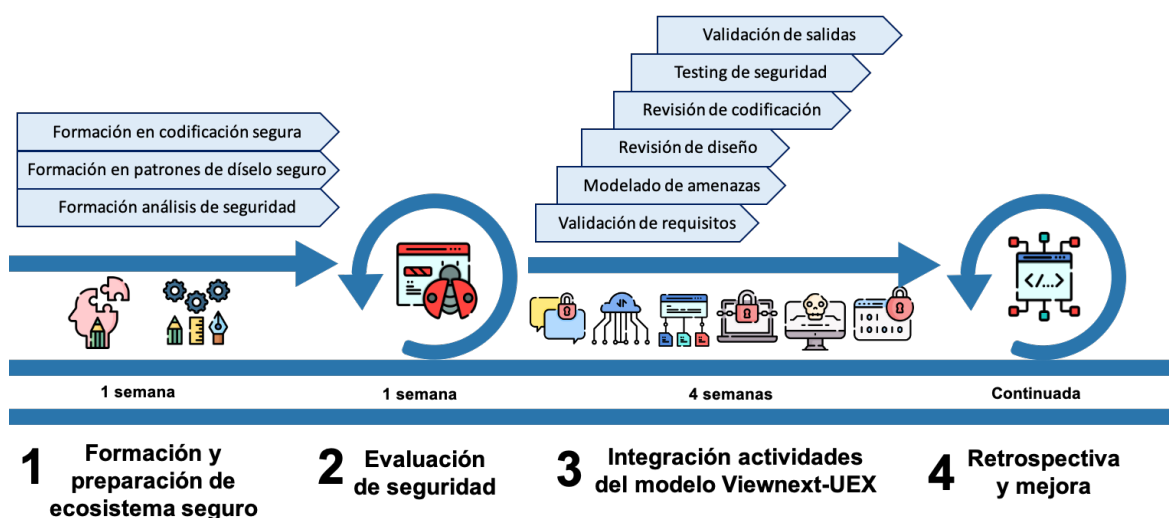 Validación de salidas
Testing de seguridad
Revisión de codificación
Revisión de diseño
Modelado de amenazas
Validación de requisitos
Formación en codificación segura
Formación en patrones de díselo seguro
Formación análisis de seguridad
</...>
101
01010
1 semana
1 semana
4 semanas
Continuada
1 Formación y
preparación de
ecosistema seguro
2 Evaluación
de seguridad
3 Integración actividades
del modelo Viewnext-UEX
4 Retrospectiva
y mejora